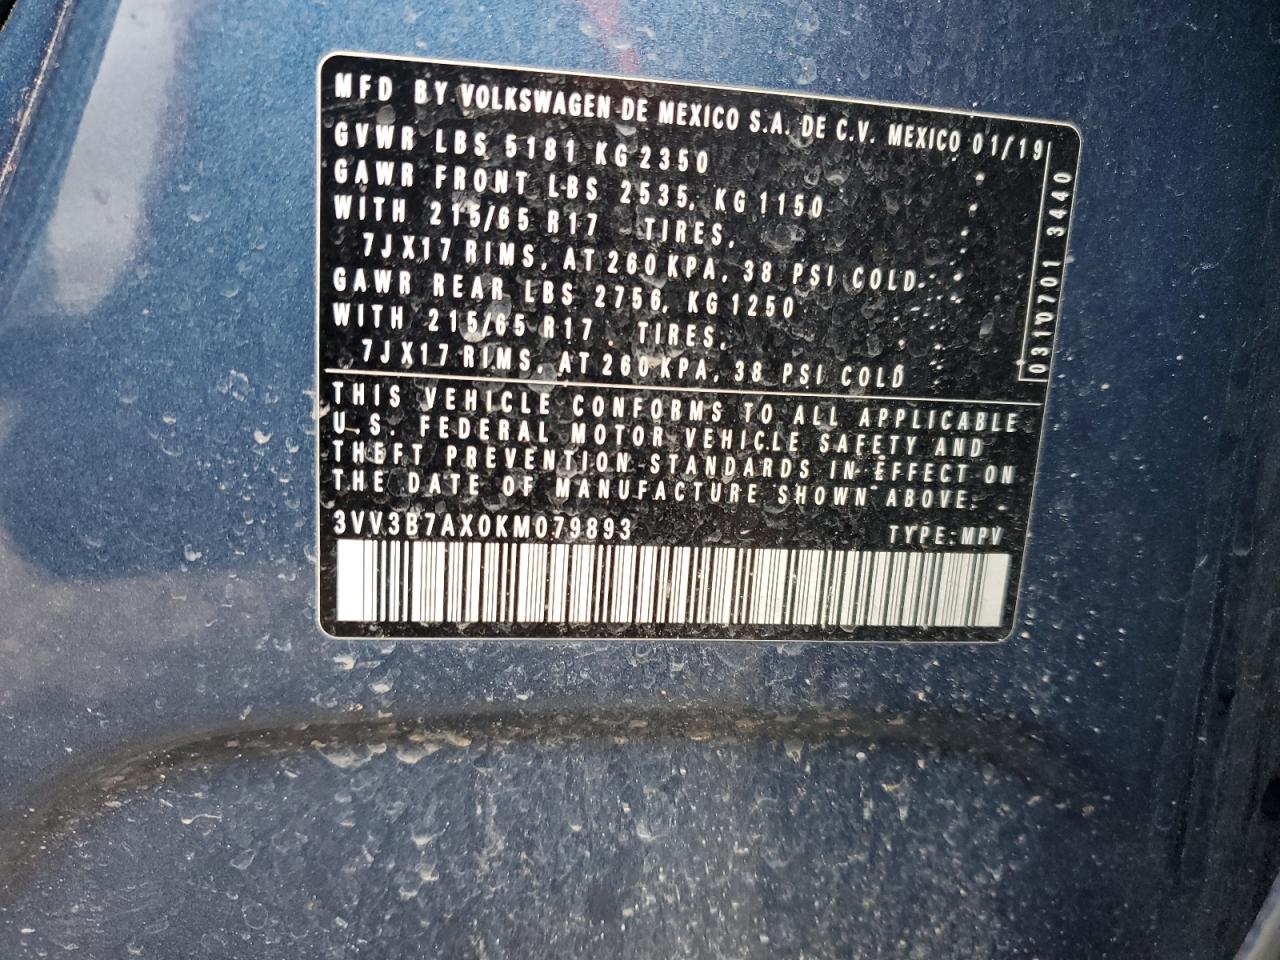 MFD BY VOLKSWAGEN DE MEXICO S.A. DE C.V. MEXICO 01/19
GVWR LBS 5181 KG 2350
GAWR FRONT LBS 2535, KG 1150
WITH 215/65 R17 TIRES,
7JX17 RIMS, AT 260 KPA, 38 PSI COLD
GAWR REAR LBS 2756, KG 1250
WITH 215/65 R17 TIRES,
7JX17 RIMS, AT 260 KPA, 38 PSI COLD
0310701 3440
THIS VEHICLE CONFORMS TO ALL APPLICABLE
U.S. FEDERAL MOTOR VEHICLE SAFETY AND
THEFT PREVENTION STANDARDS IN EFFECT ON
THE DATE OF MANUFACTURE SHOWN ABOVE.
3VV3B7AX0KM079893 TYPE:MPV